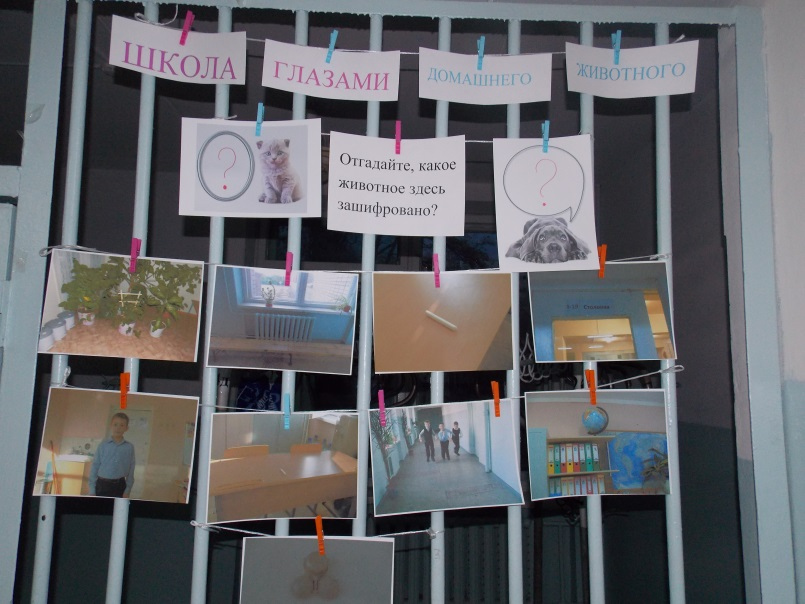 ШКОЛА ГЛАЗАМИ ДОМАШНЕГО ЖИВОТНОГО
?
Отгадайте, какое
животное здесь
зашифровано?
?